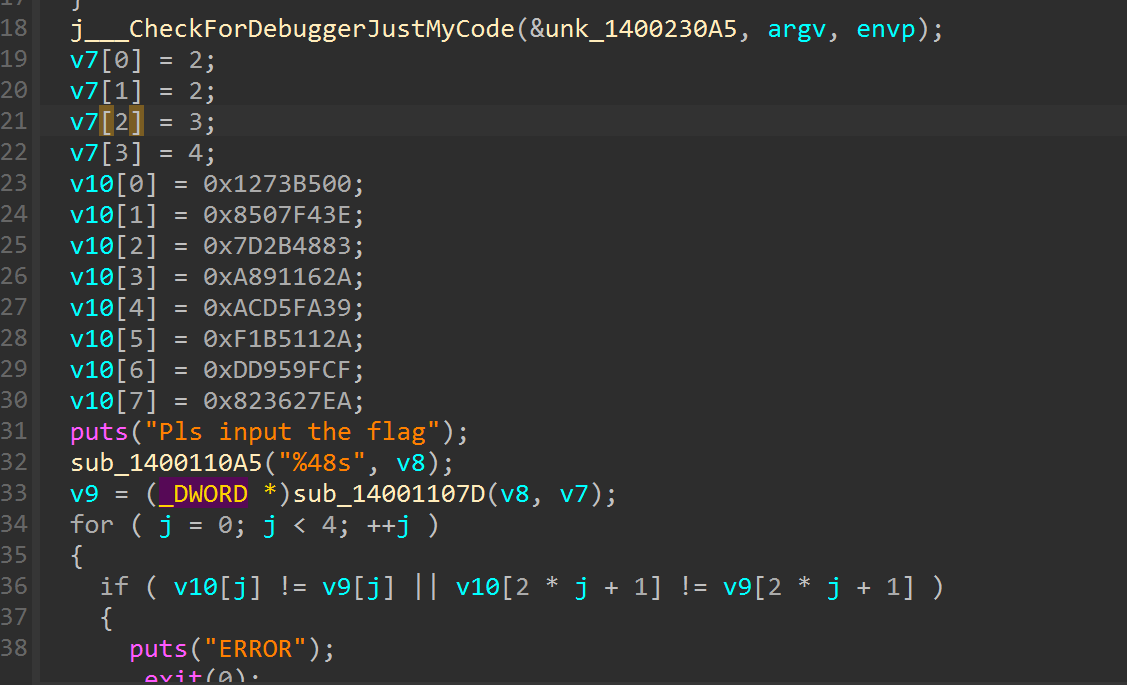 18 j___CheckForDebuggerJustMyCode(&unk_1400230A5, argv, envp);
19 v7[0] = 2;
20 v7[1] = 2;
21 v7[2] = 3;
22 v7[3] = 4;
23 v10[0] = 0x1273B500;
24 v10[1] = 0x8507F43E;
25 v10[2] = 0x7D2B4883;
26 v10[3] = 0xA891162A;
27 v10[4] = 0xACD5FA39;
28 v10[5] = 0xF1B5112A;
29 v10[6] = 0xDD959FCF;
30 v10[7] = 0x823627EA;
31 puts("Pls input the flag");
32 sub_1400110A5("%48s", v8);
33 v9 = (_DWORD *)sub_14001107D(v8, v7);
34 for ( j = 0; j < 4; ++j )
35 {
36 if ( v10[j] != v9[j] || v10[2 * j + 1] != v9[2 * j + 1] )
37 {
38 puts("ERROR");
exit(0);